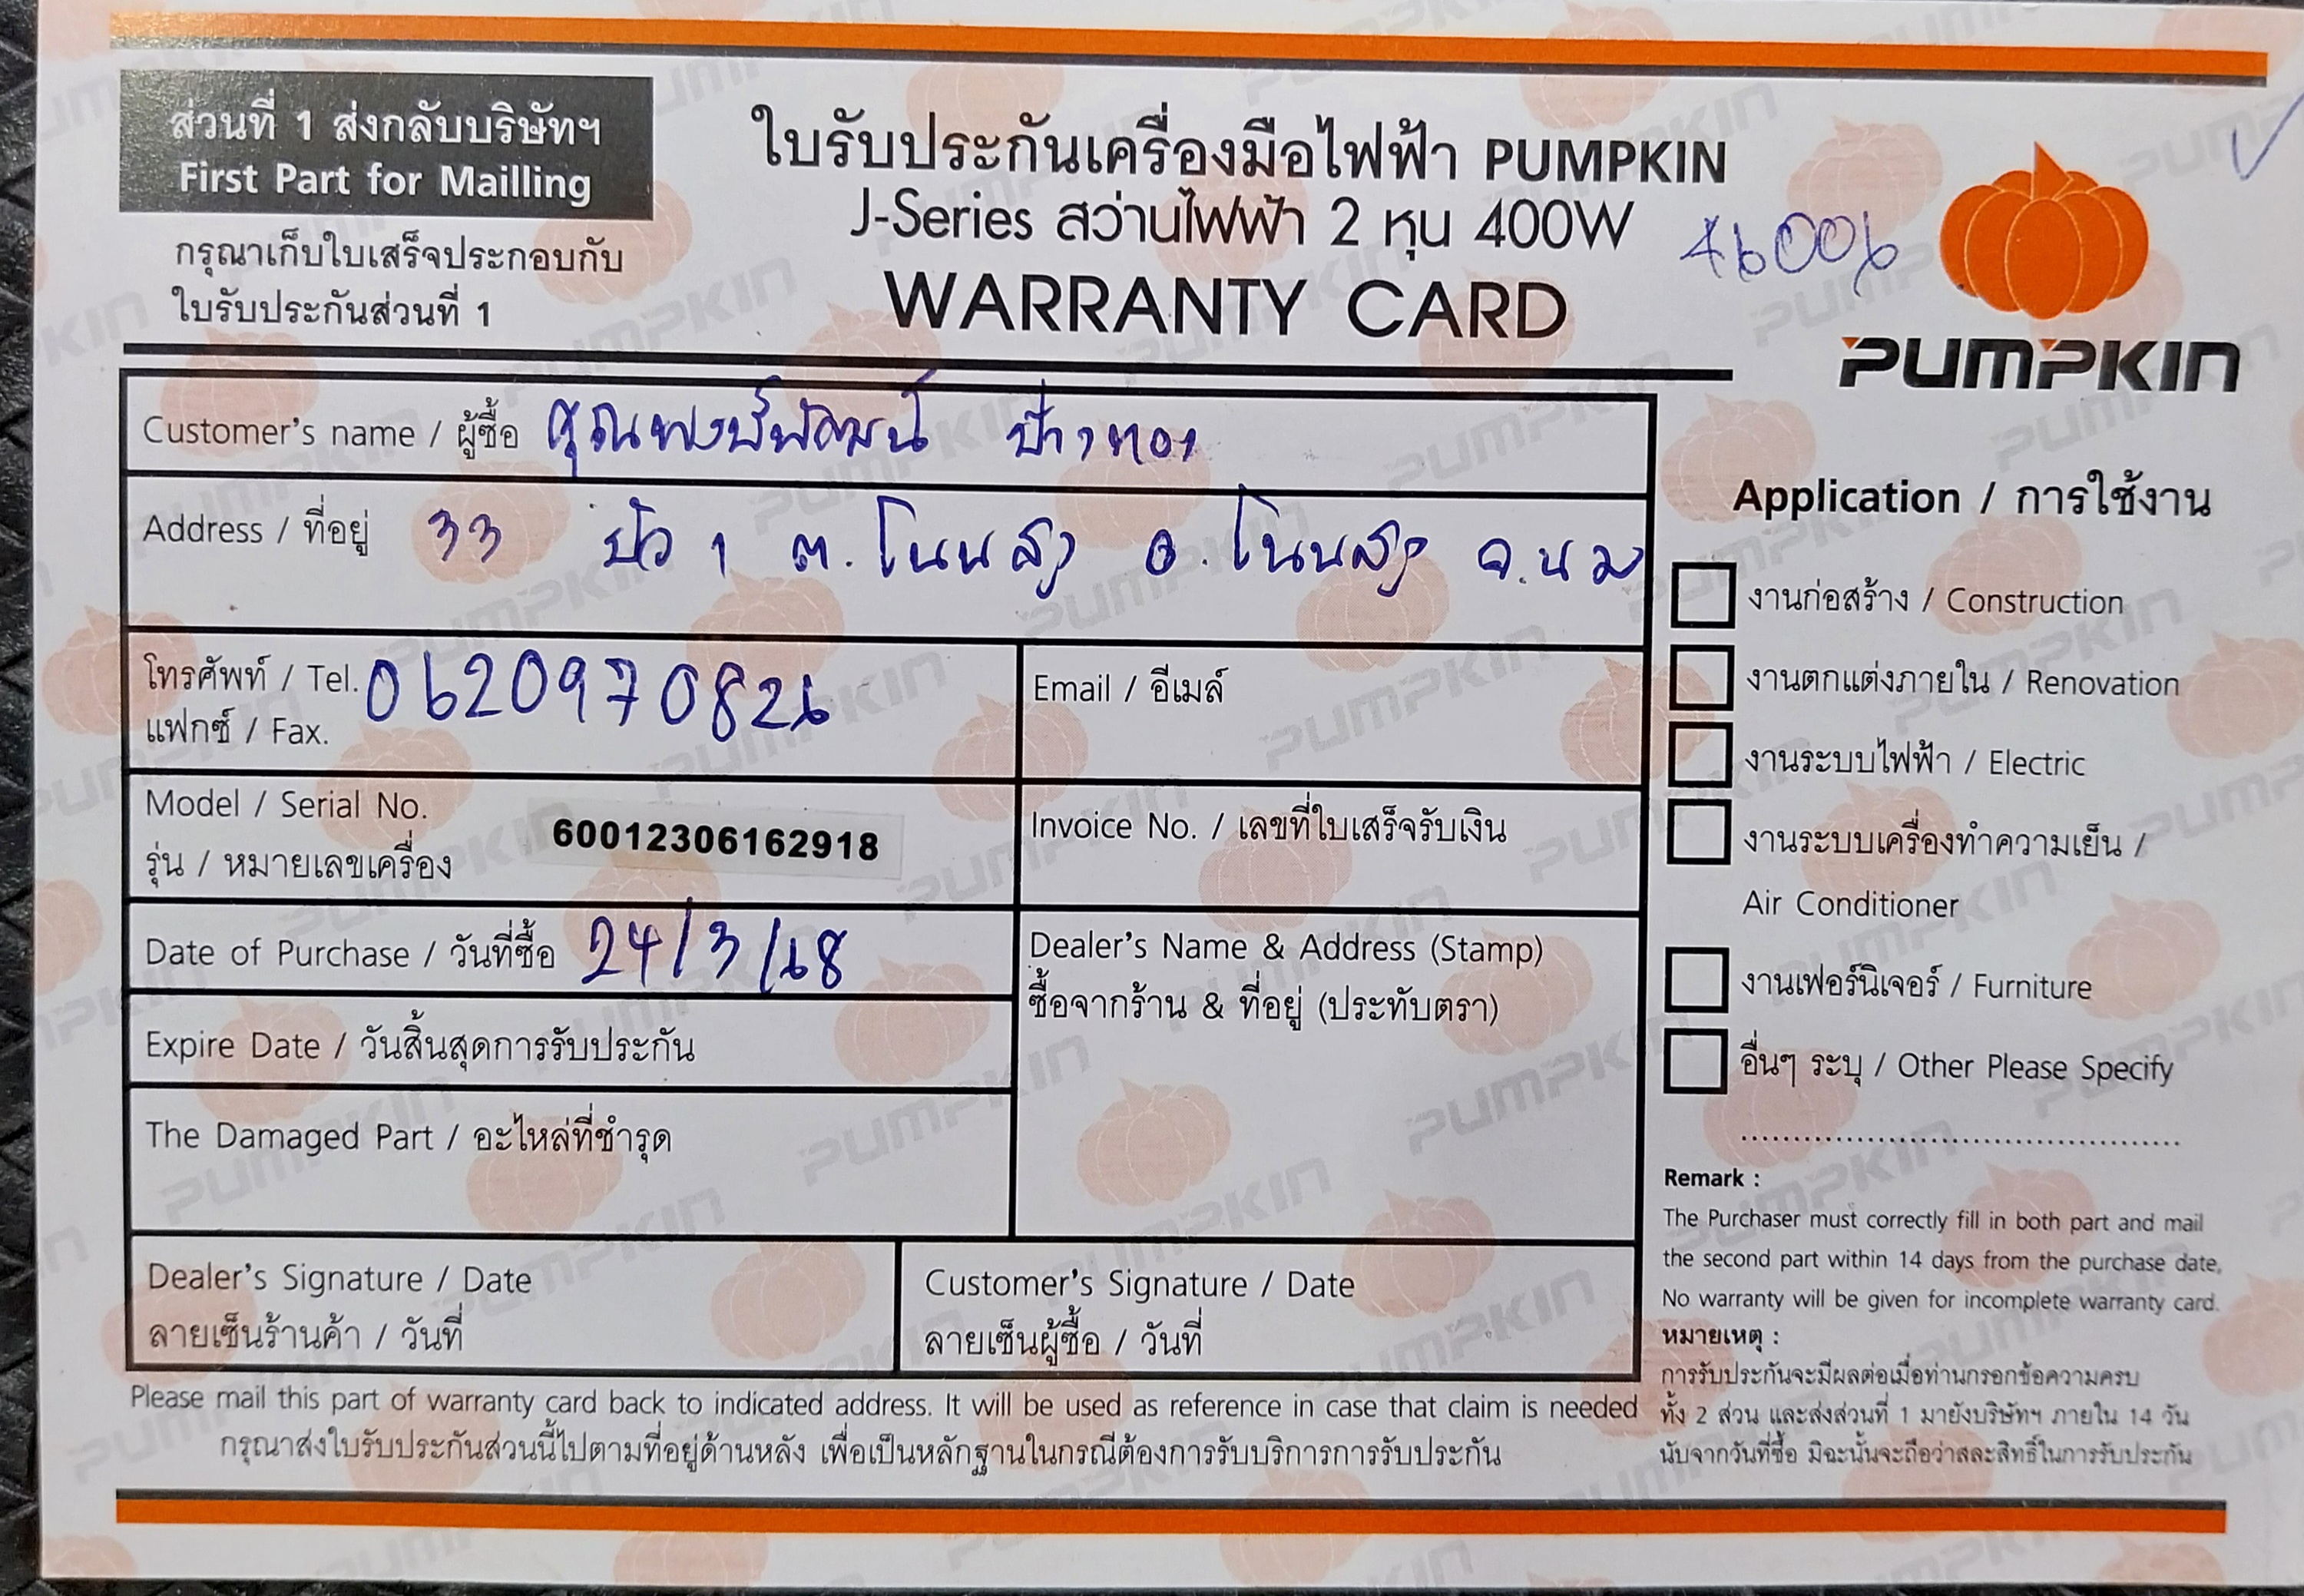 ส่วนที่ 1 ส่งกลับบริษัทฯ
First Part for Mailling
กรุณาเก็บใบเสร็จประกอบกับ
ใบรับประกันส่วนที่ 1
ใบรับประกันเครื่องมือไฟฟ้า PUMPKIN
J-Series สว่านไฟฟ้า 2 หุน 400W
WARRANTY CARD
PUMPKIN
Customer's name / ผู้ซื้อ คุณพงษ์พัฒน์
Address / ที่อยู่ 33 บัว 1 ต.โนนสูง อ.โนนสูง จ.นม
โทรศัพท์ / Tel. 0620970826
แฟกซ์ / Fax.
Email / อีเมล์
Model / Serial No.
รุ่น / หมายเลขเครื่อง
60012306162918
Invoice No. / เลขที่ใบเสร็จรับเงิน
Date of Purchase / วันที่ซื้อ 24/3/68
Dealer's Name & Address (Stamp)
ซื้อจากร้าน & ที่อยู่ (ประทับตรา)
Expire Date / วันสิ้นสุดการรับประกัน
The Damaged Part / อะไหล่ที่ชำรุด
Dealer's Signature / Date
ลายเซ็นร้านค้า / วันที่
Customer's Signature / Date
ลายเซ็นผู้ซื้อ / วันที่
Please mail this part of warranty card back to indicated address. It will be used as reference in case that claim is needed
กรุณาส่งใบรับประกันส่วนนี้ไปตามที่อยู่ด้านหลัง เพื่อเป็นหลักฐานในกรณีต้องการรับบริการการรับประกัน
Application / การใช้งาน
งานก่อสร้าง / Construction
งานตกแต่งภายใน / Renovation
งานระบบไฟฟ้า / Electric
งานระบบเครื่องทำความเย็น /
Air Conditioner
งานเฟอร์นิเจอร์ / Furniture
อื่นๆ ระบุ / Other Please Specify
Remark :
The Purchaser must correctly fill in both part and mail
the second part within 14 days from the purchase date,
No warranty will be given for incomplete warranty card.
หมายเหตุ :
การรับประกันจะมีผลต่อเมื่อท่านกรอกข้อความครบ
ทั้ง 2 ส่วน และส่งส่วนที่ 1 มายังบริษัทฯ ภายใน 14 วัน
นับจากวันที่ซื้อ มิฉะนั้นจะถือว่าสละสิทธิ์ในการรับประกัน